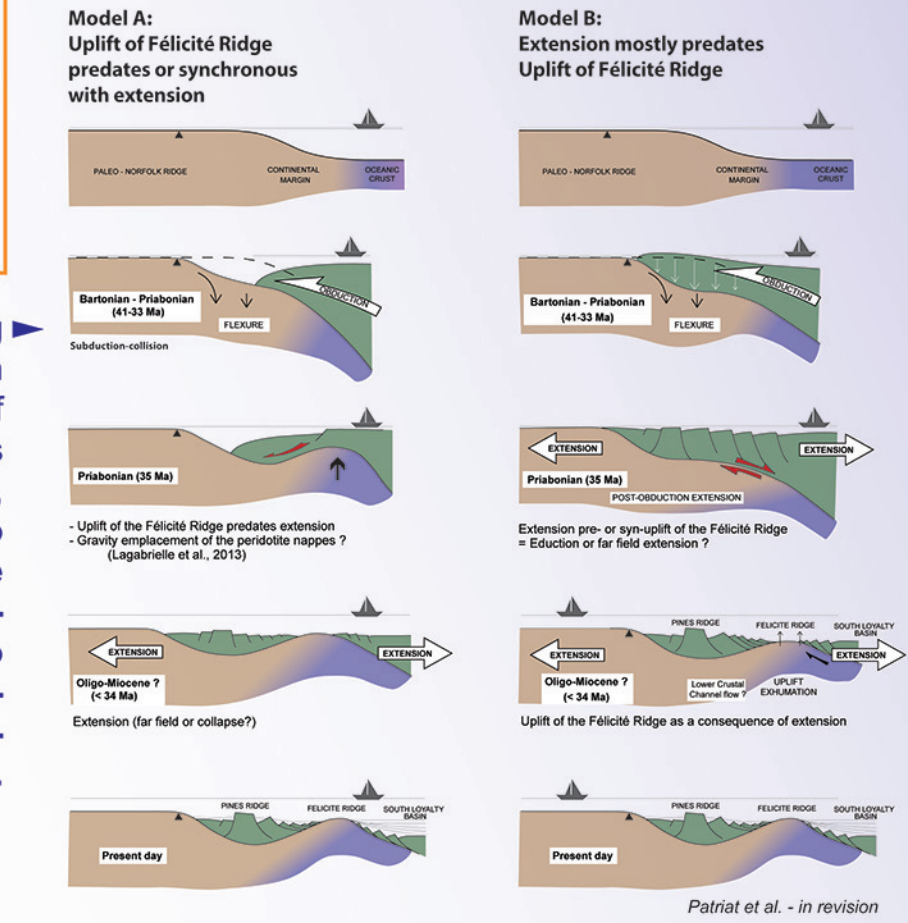 Model A:
Uplift of Félicité Ridge
predates or synchronous
with extension
PALEO - NORFOLK RIDGE
CONTINENTAL
MARGIN
OCEANIC
CRUST
Bartonian - Priabonian
(41-33 Ma)
FLEXURE
OBDUCTION
Subduction-collision
Priabonian (35 Ma)
- Uplift of the Félicité Ridge predates extension
- Gravity emplacement of the peridotite nappes ?
(Lagabrielle et al., 2013)
EXTENSION
EXTENSION
Oligo-Miocene ?
(< 34 Ma)
Extension (far field or collapse?)
PINES RIDGE
FELICITE RIDGE
SOUTH LOYALTY
BASIN
Present day
Model B:
Extension mostly predates
Uplift of Félicité Ridge
PALEO - NORFOLK RIDGE
CONTINENTAL
MARGIN
OCEANIC
CRUST
Bartonian - Priabonian
(41-33 Ma)
FLEXURE
OBDUCTION
EXTENSION
EXTENSION
Priabonian (35 Ma)
POST-OBDUCTION EXTENSION
Extension pre- or syn-uplift of the Félicité Ridge
= Eduction or far field extension ?
PINES RIDGE
FELICITE RIDGE
SOUTH LOYALTY
BASIN
EXTENSION
EXTENSION
Oligo-Miocene ?
(< 34 Ma)
Lower Crustal
Channel flow ?
UPLIFT
EXHUMATION
Uplift of the Félicité Ridge as a consequence of extension
PINES RIDGE
FELICITE RIDGE
SOUTH LOYALTY
BASIN
Present day
Patriat et al. - in revision